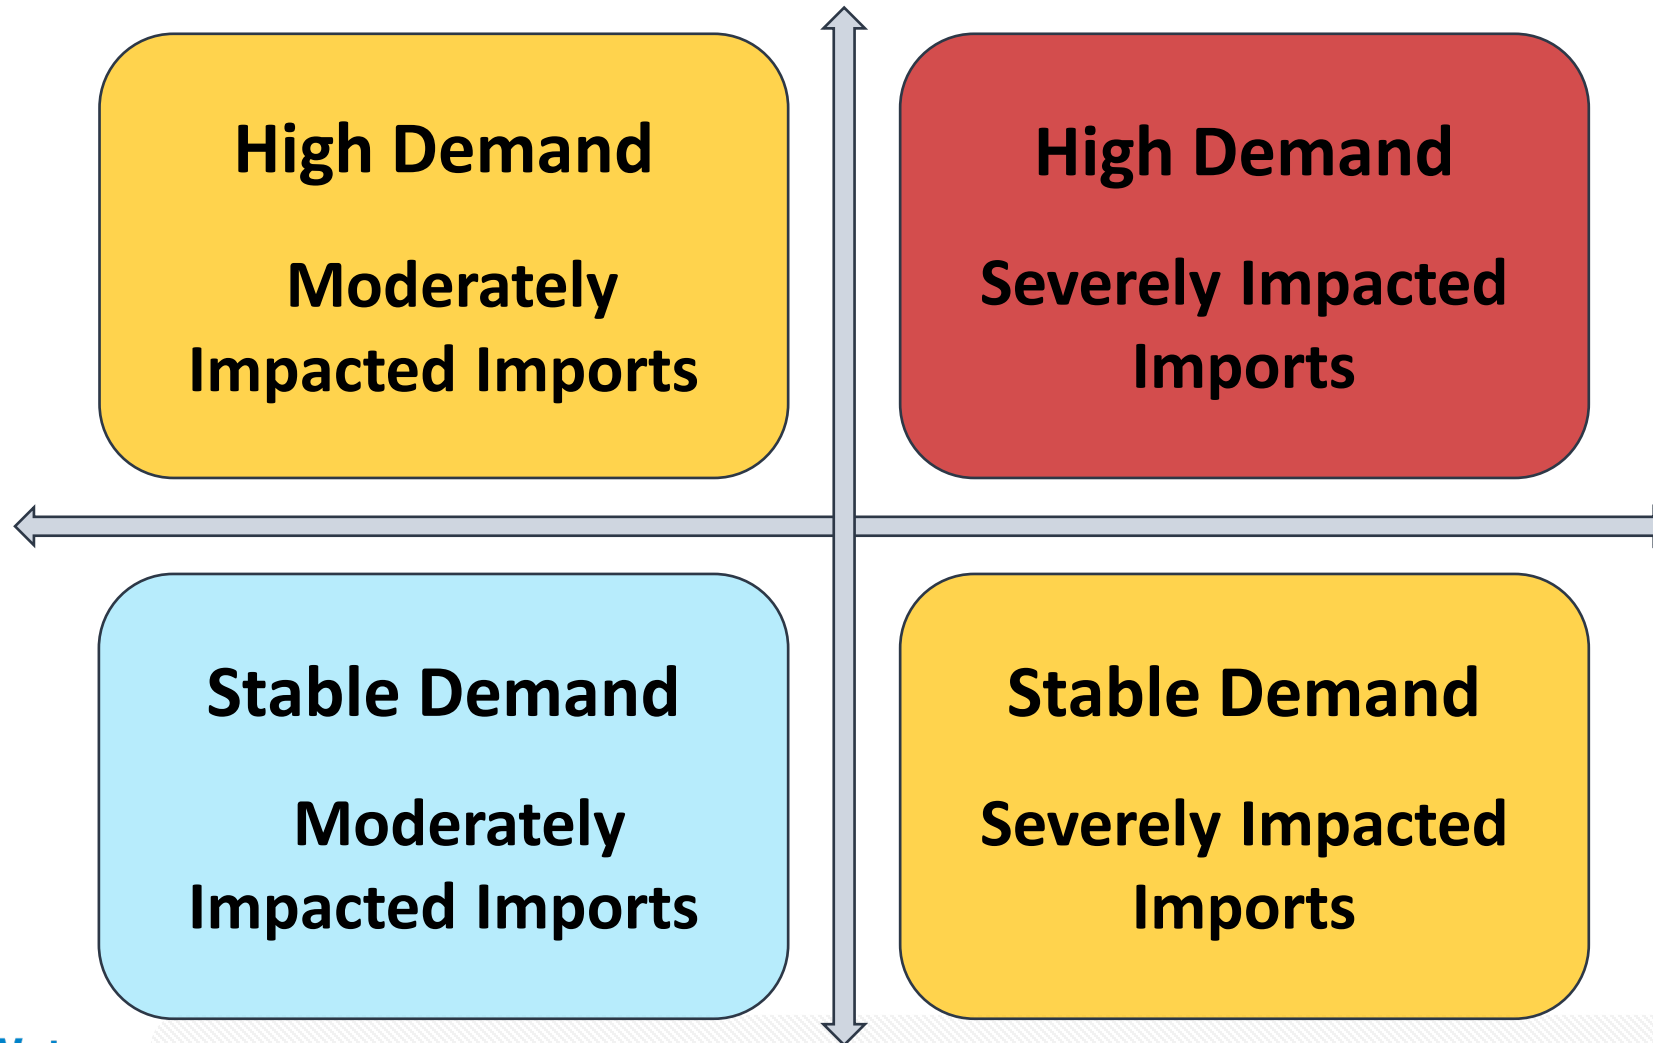 High Demand
Moderately
Impacted Imports
High Demand
Severely Impacted
Imports
Stable Demand
Moderately
Impacted Imports
Stable Demand
Severely Impacted
Imports